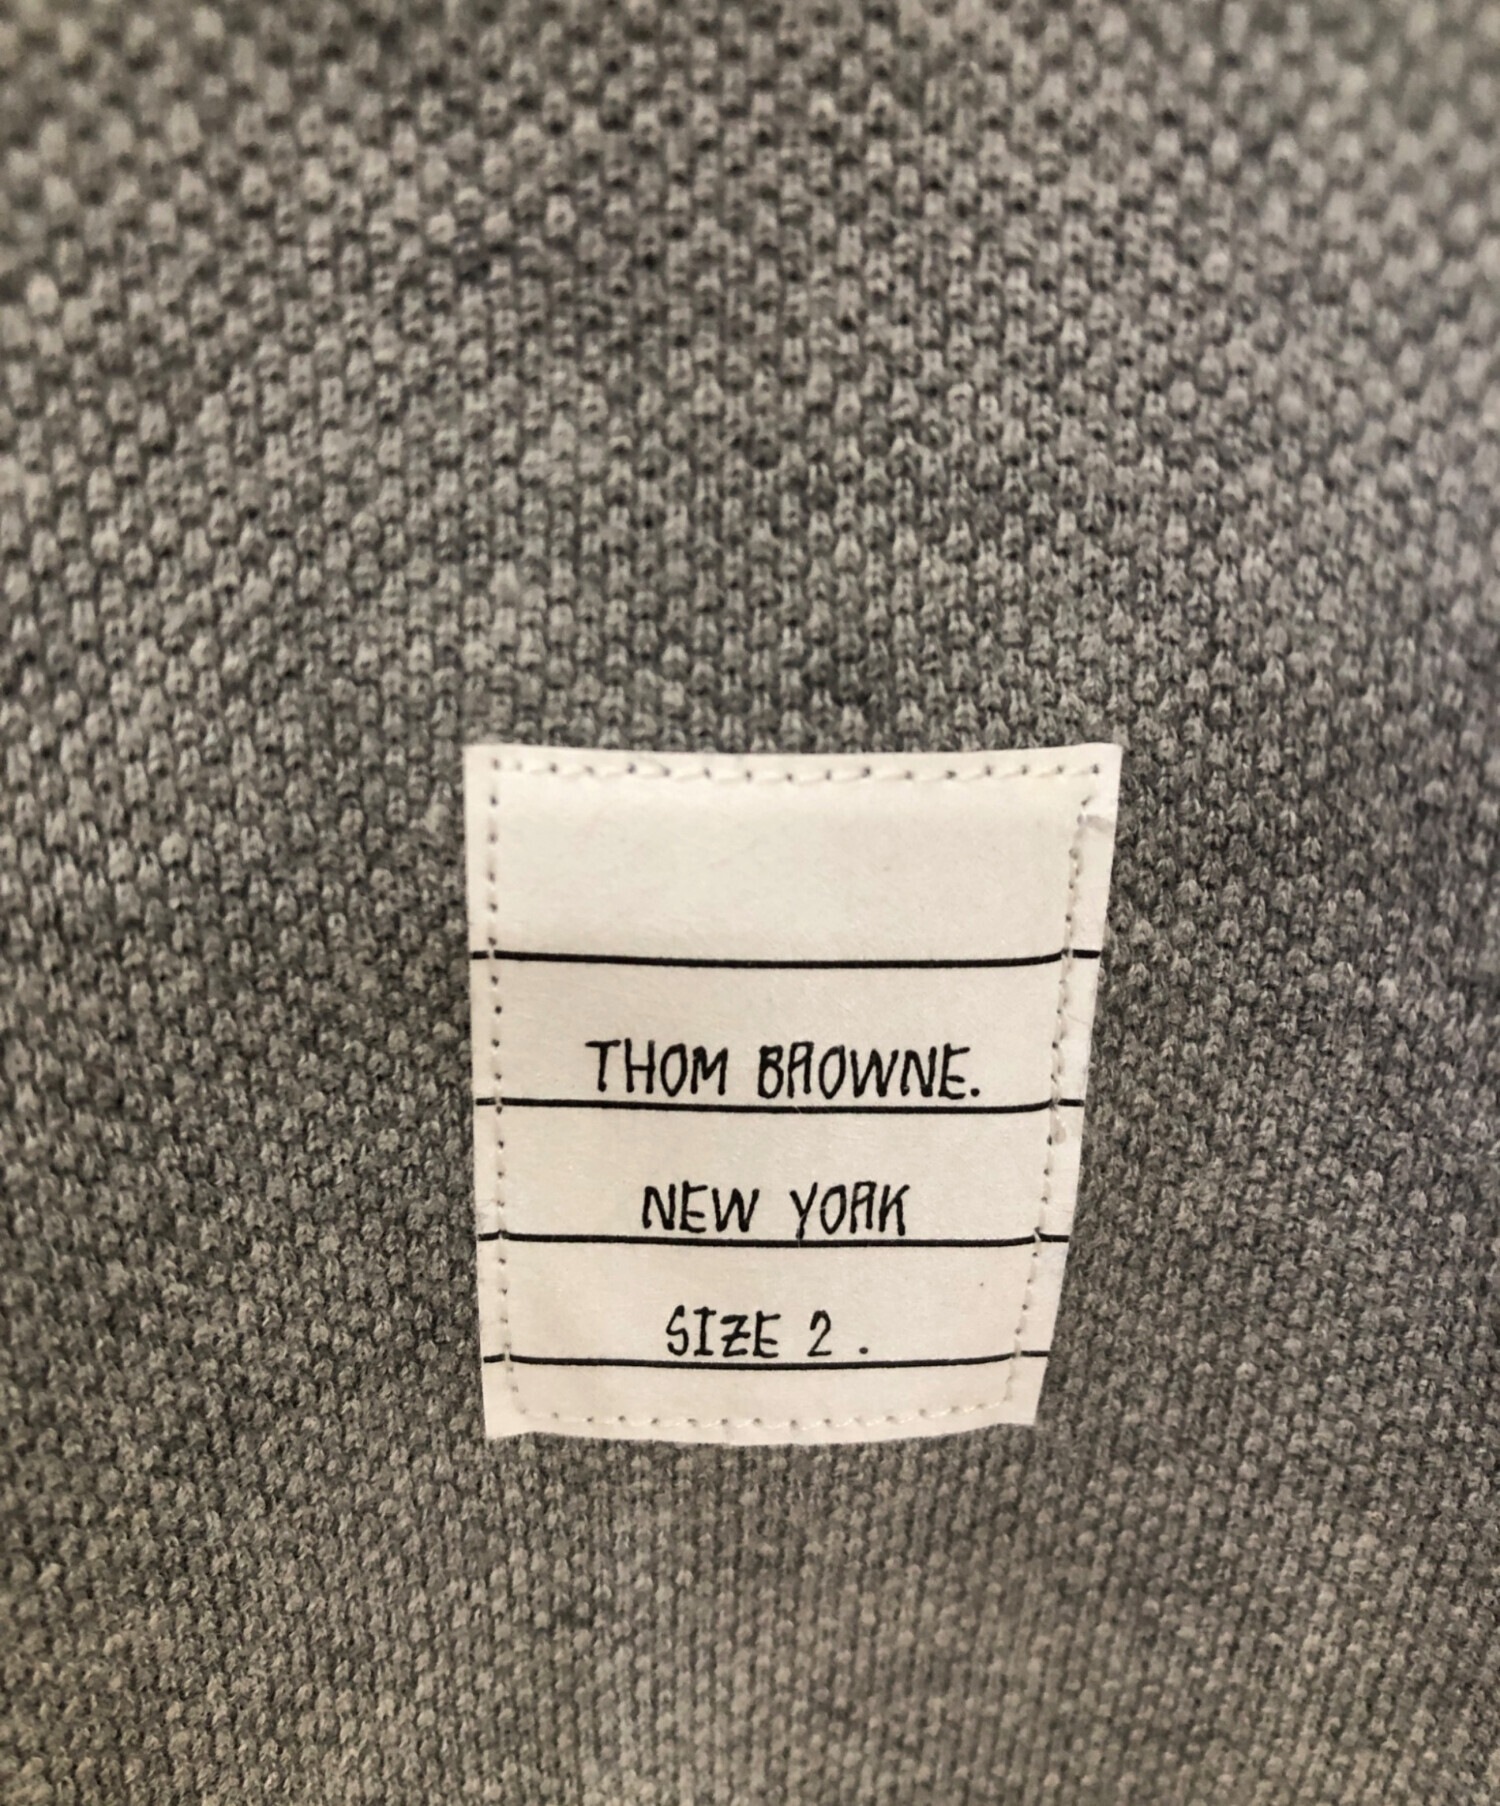 THOM BROWNE.
NEW YORK
SIZE 2 .